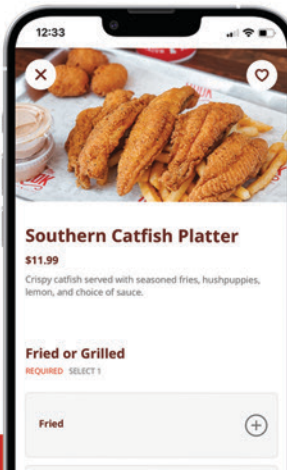 12:33
Southern Catfish Platter
$11.99
Crispy catfish served with seasoned fries, hushpuppies,
lemon, and choice of sauce.
Fried or Grilled
REQUIRED SELECT 1
Fried